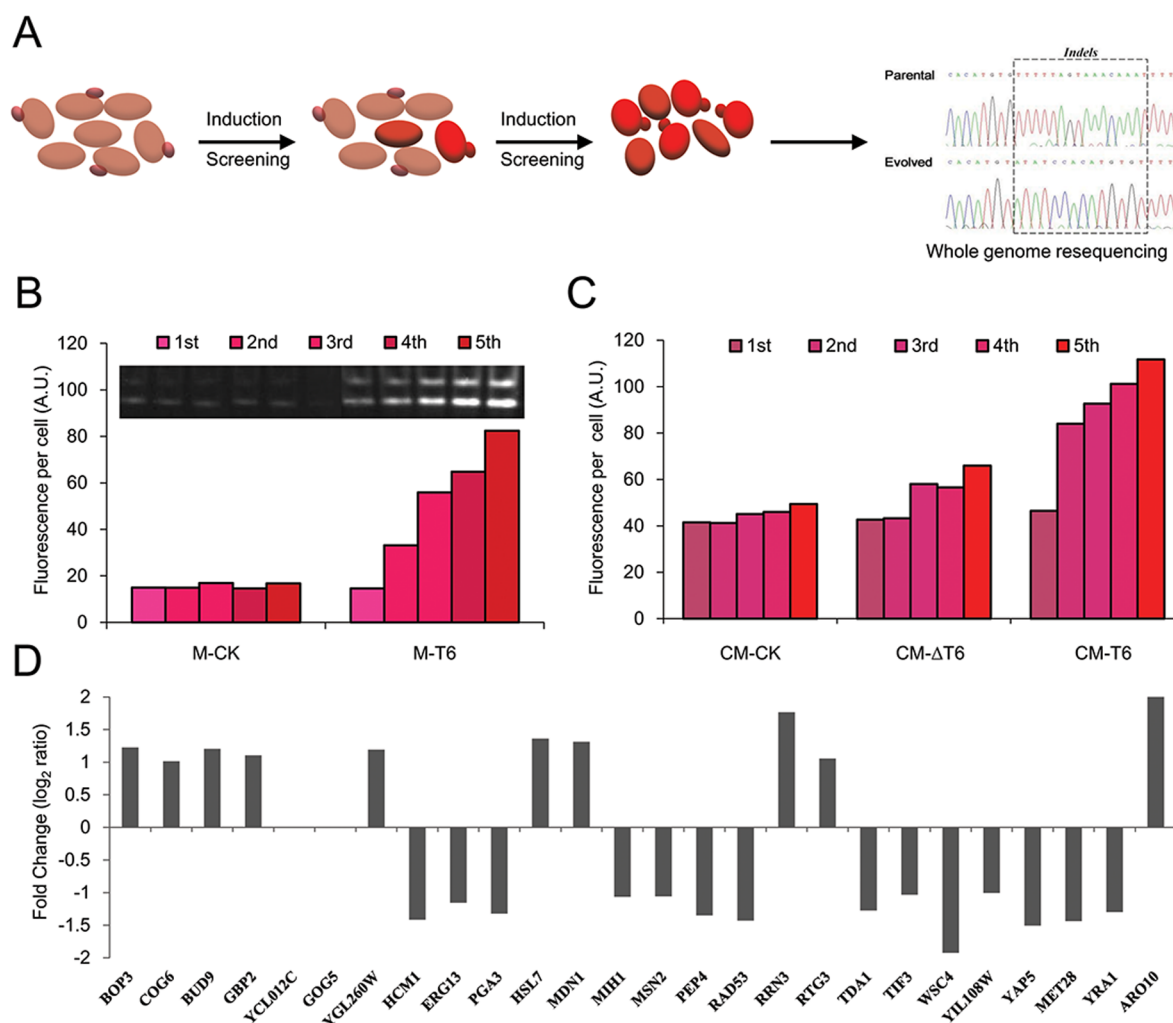 A
Induction
Screening
Induction
Screening
Indels
Parental
CACATGTGTTTTTAGTAAACAAATTTT
Evolved
CACATGTATATCCACATGTGTTTT
Whole genome resequencing
B
1st 2nd 3rd 4th 5th
Fluorescence per cell (A.U.)
120
100
80
60
40
20
0
M-CK M-T6
C
1st 2nd 3rd 4th 5th
Fluorescence per cell (A.U.)
120
100
80
60
40
20
0
CM-CK CM-ΔT6 CM-T6
D
Fold Change (log2 ratio)
2
1.5
1
0.5
0
-0.5
-1
-1.5
-2
BOP3 COG6 BUD9 GBP2 YCL012C GOG5 YGL260W HCM1 ERG13 PGA3 HSL7 MDN1 MIH1 MSN2 PEP4 RAD53 RRN3 RTG3 TDA1 TIF3 WSC4 YIL108W YAP5 MET28 YRA1 ARO10